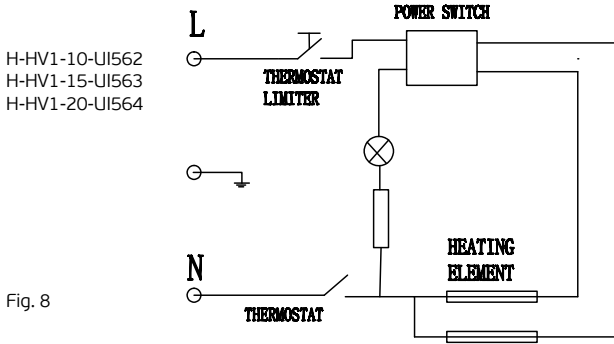 POWER SWITCH
L
H-HV1-10-UI562
H-HV1-15-UI563
H-HV1-20-UI564
THERMOSTAT
LIMITER
N
HEATING
ELEMENT
Fig. 8
THERMOSTAT